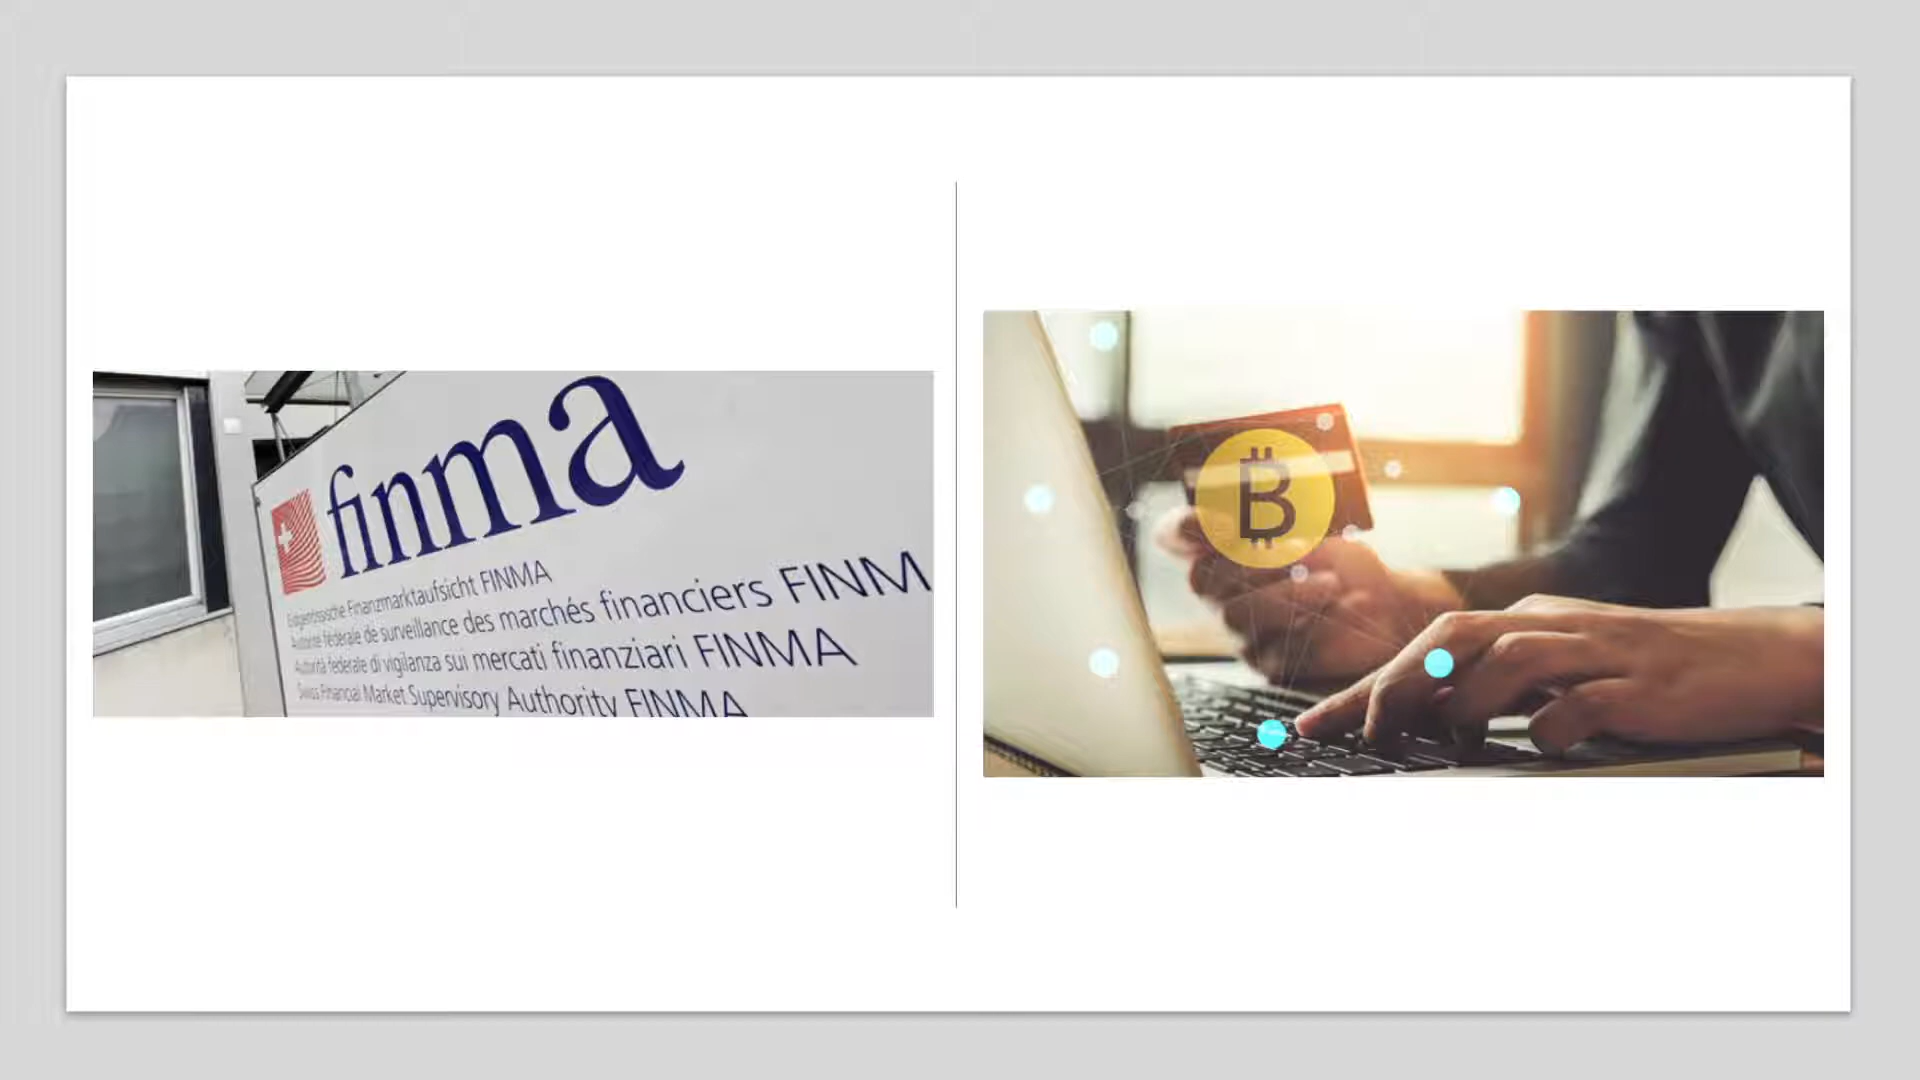 finma
Eidgenössische Finanzmarktaufsicht FINMA
Autorité fédérale de surveillance des marchés financiers FINM
Autorità federale di vigilanza sui mercati finanziari FINMA
Swiss Financial Market Supervisory Authority FINMA